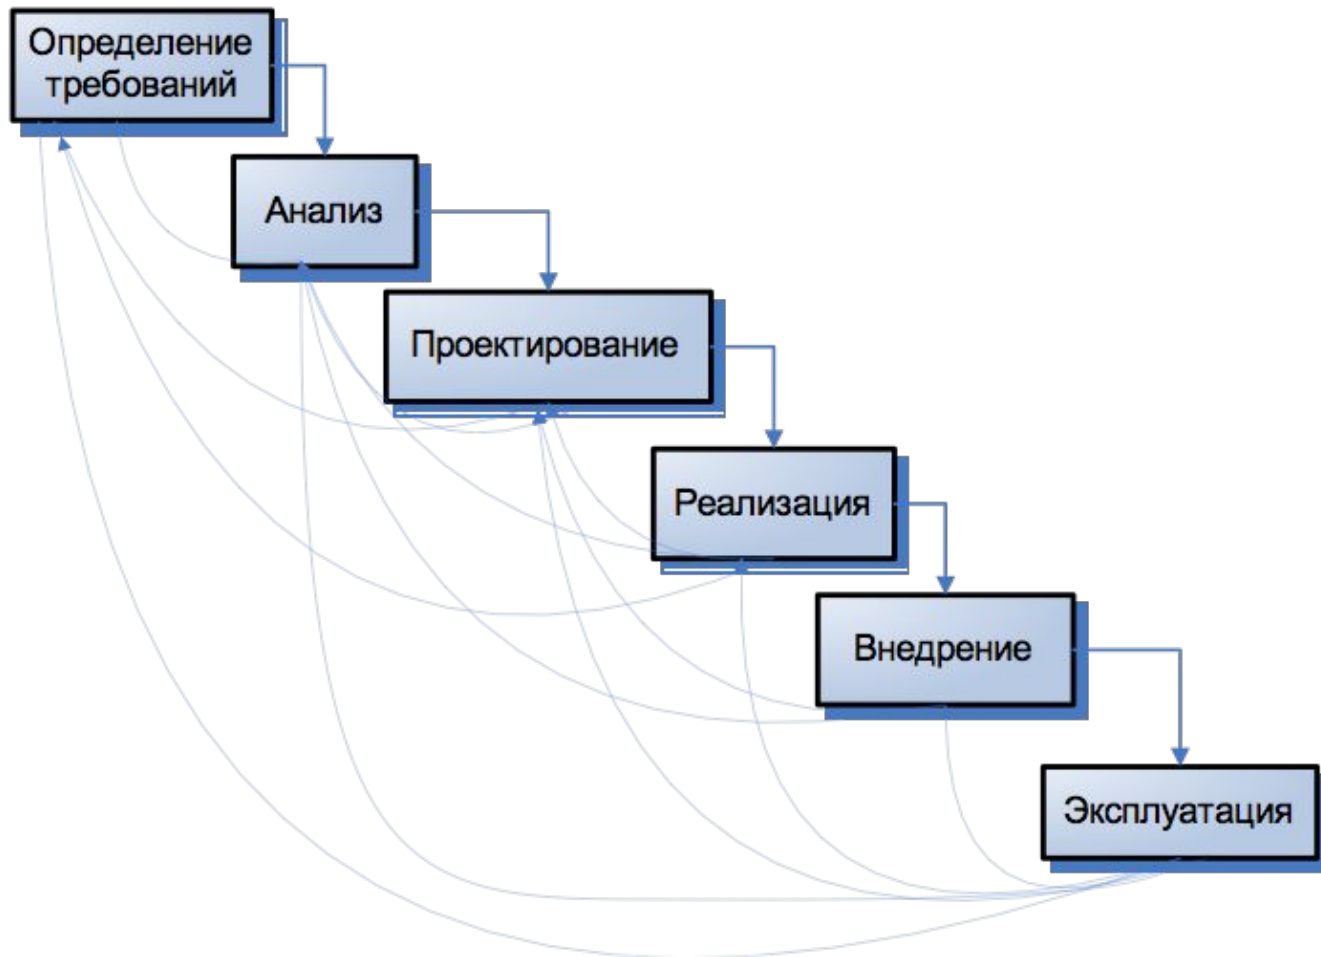 Определение
требований
Анализ
Проектирование
Реализация
Внедрение
Эксплуатация